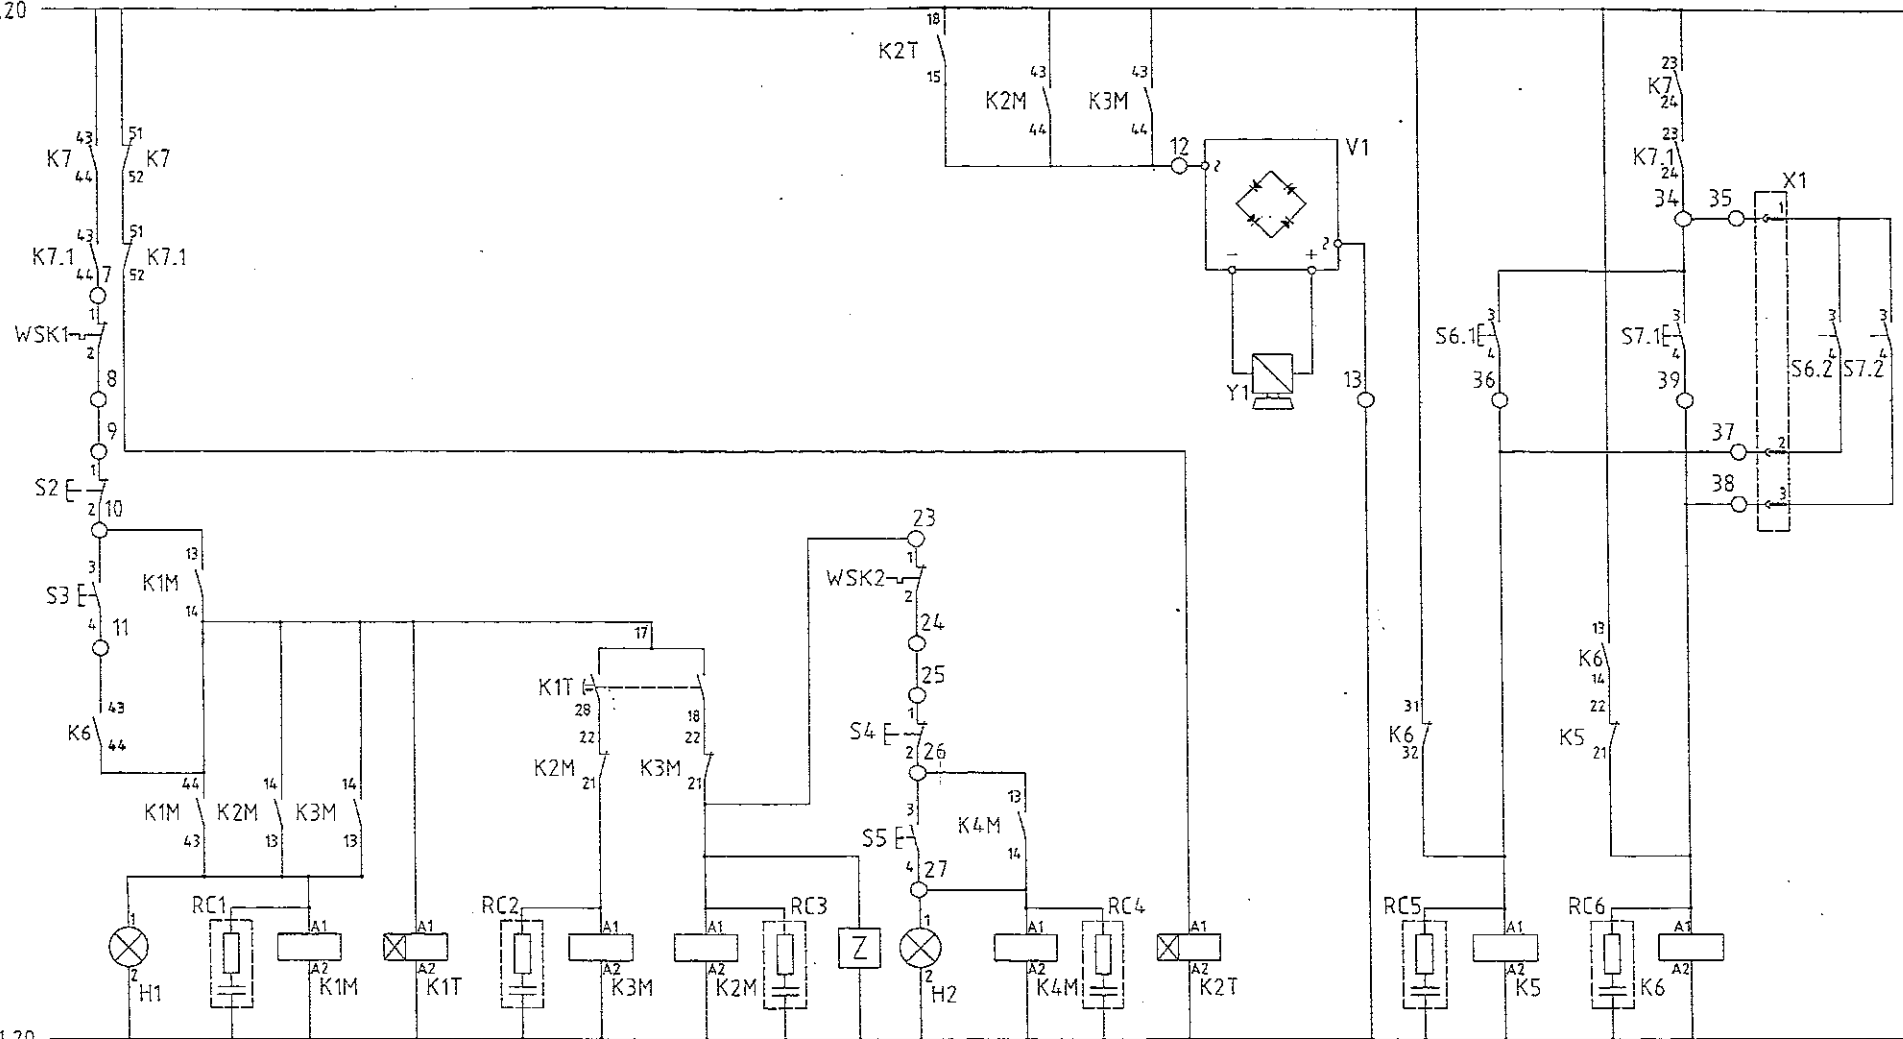 .20
18
K2T
15
43
K2M
44
43
K3M
44
12
V1
23
K7
24
23
K7.1
24
34
35
X1
1
43
K7
44
51
K7
52
43
K7.1
44
7
51
K7.1
52
1
WSK1
2
8
9
1
S2
2
10
- +
Y1
13
3
S6.1
4
36
3
S7.1
4
39
3
4
S6.2
3
4
S7.2
37
2
38
3
3
S3
4
11
13
K1M
14
43
K6
44
17
K1T
28
18
22
K2M
21
22
K3M
21
23
1
WSK2
2
24
25
1
S4
2
26
3
S5
4
27
13
K4M
14
31
K6
32
13
K6
14
22
K5
21
44
K1M
43
14
K2M
13
14
K3M
13
1
2
H1
RC1
A1
A2
K1M
A1
A2
K1T
RC2
A1
A2
K3M
A1
A2
K2M
RC3
Z
1
2
H2
A1
A2
K4M
RC4
A1
A2
K2T
RC5
A1
A2
K5
RC6
A1
A2
K6